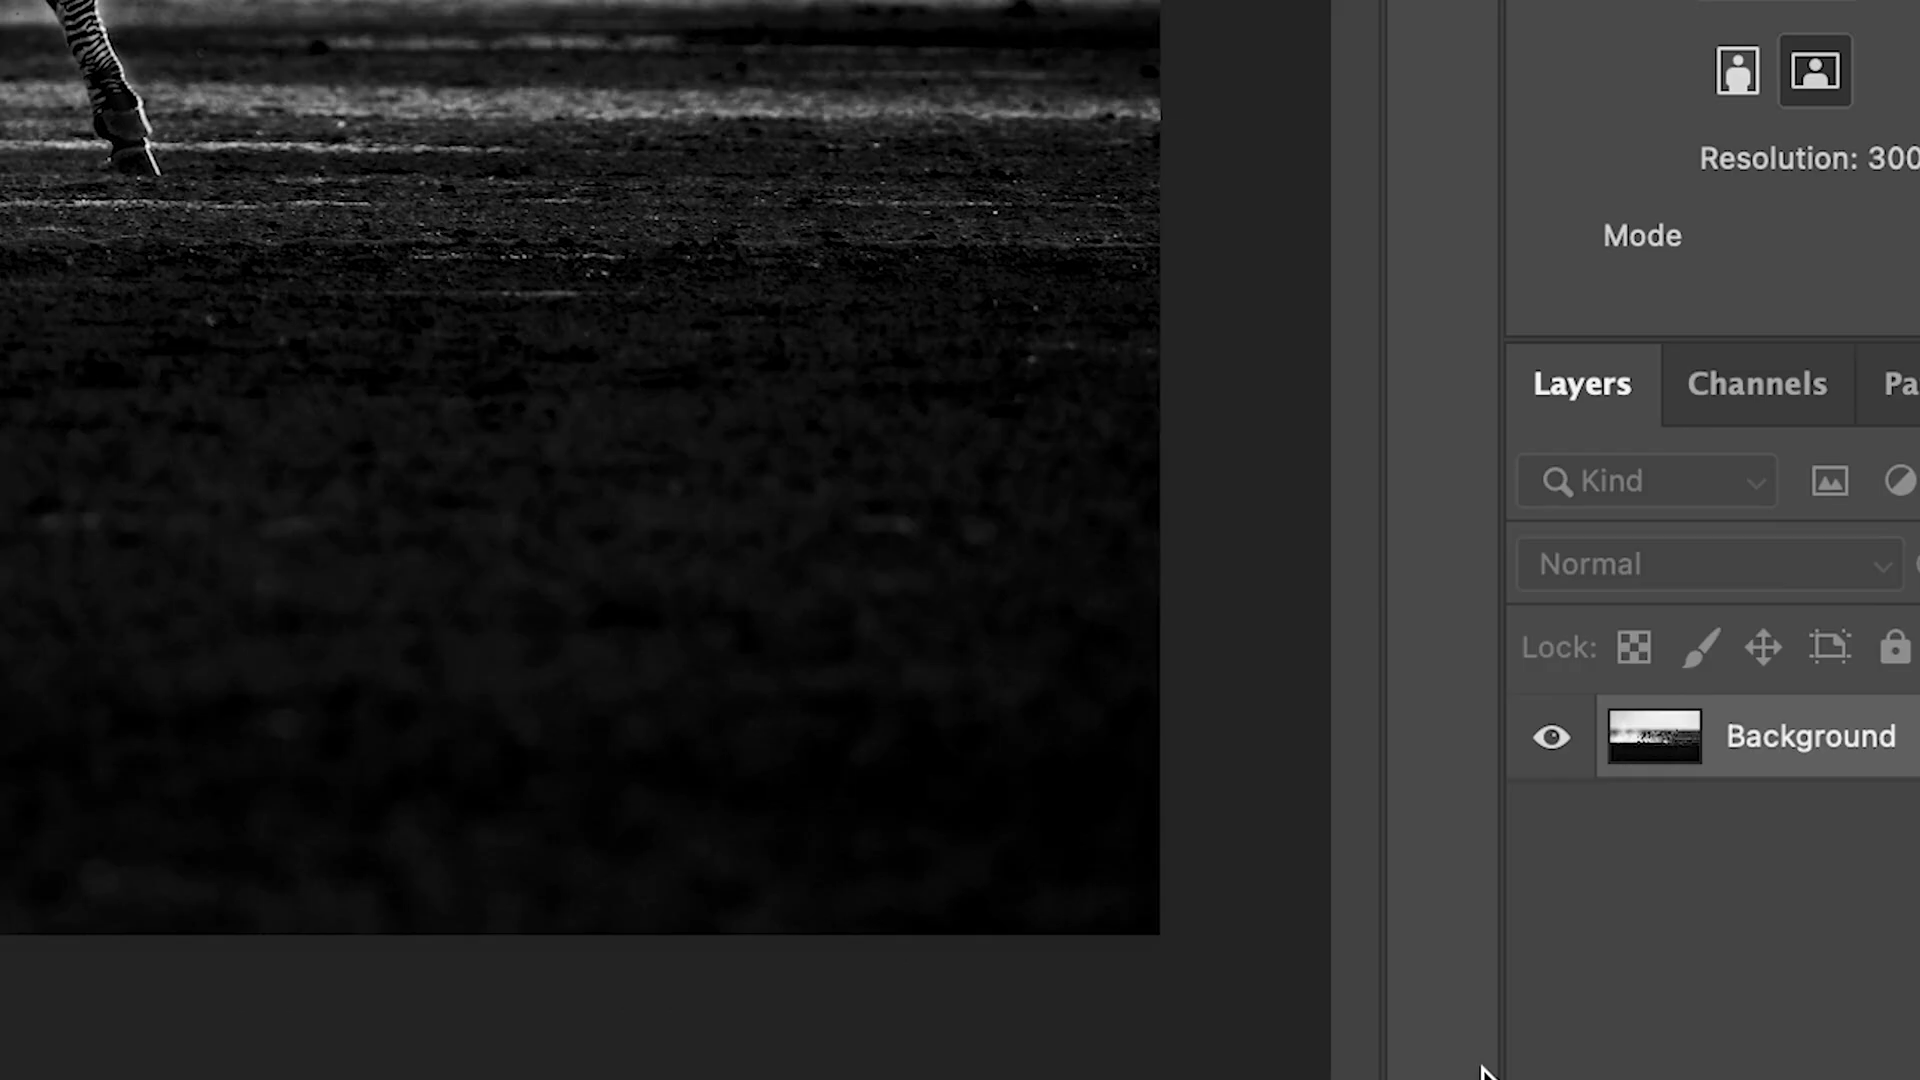 Resolution: 300
Mode
Layers Channels Pa
Kind
Normal
Lock:
Background